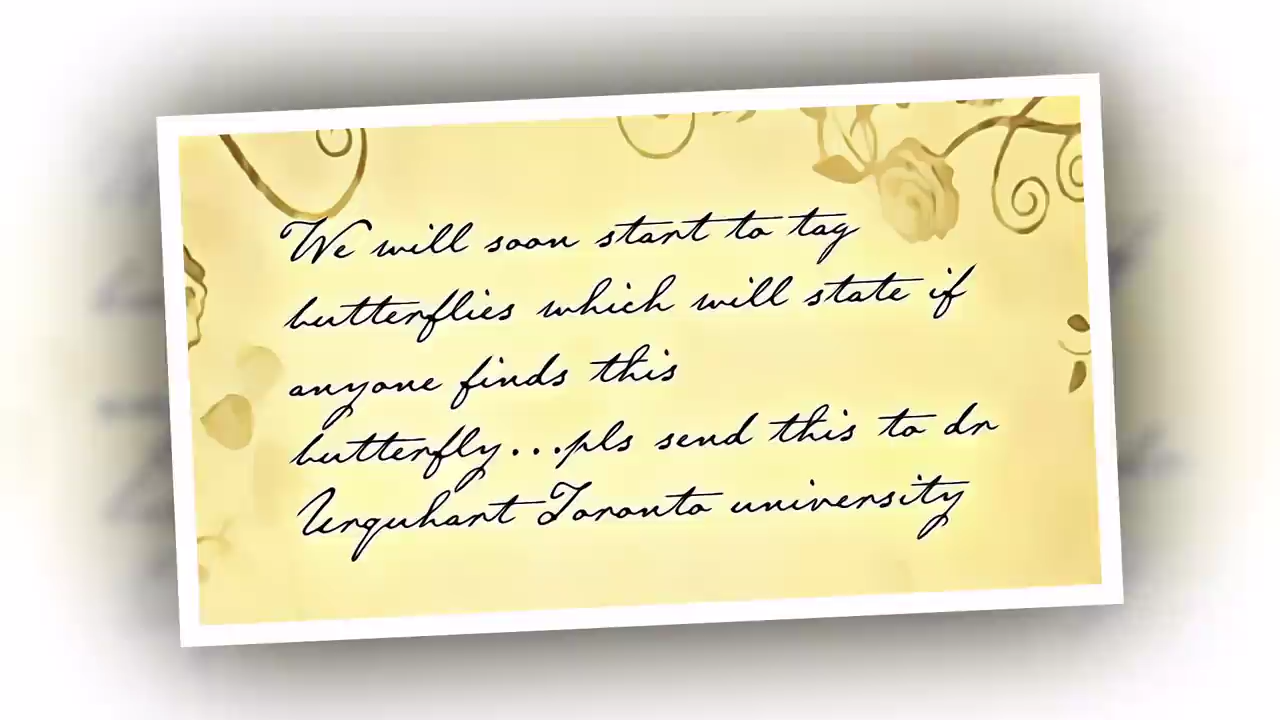 We will soon start to tag
butterflies which will state if
anyone finds this
butterfly...pls send this to dr
Urquhart Toronto university